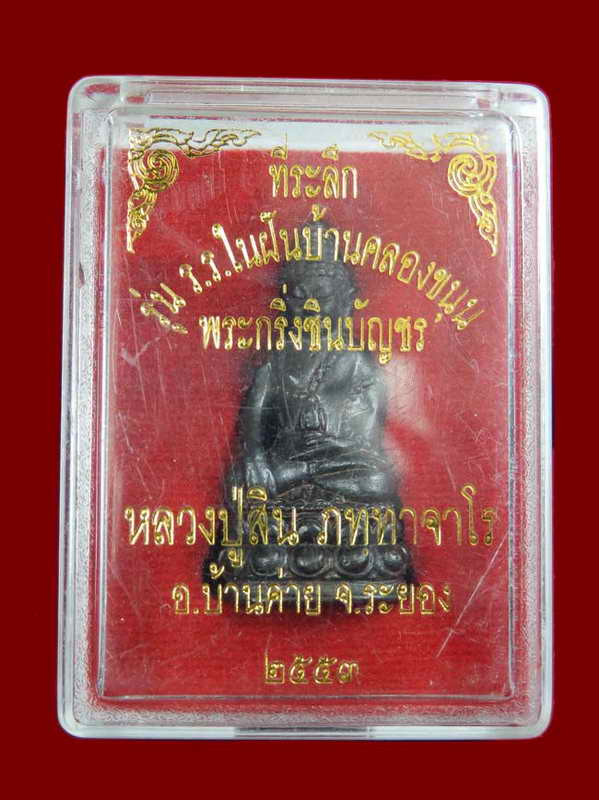 ที่ระลึก
รุ่น ร.ร.ในฝันบ้านคลองขนุน
พระกริ่งชินบัญชร
หลวงปู่สิน ภทฺทาจาโร
อ.บ้านค่าย จ.ระยอง
๒๕๕๓